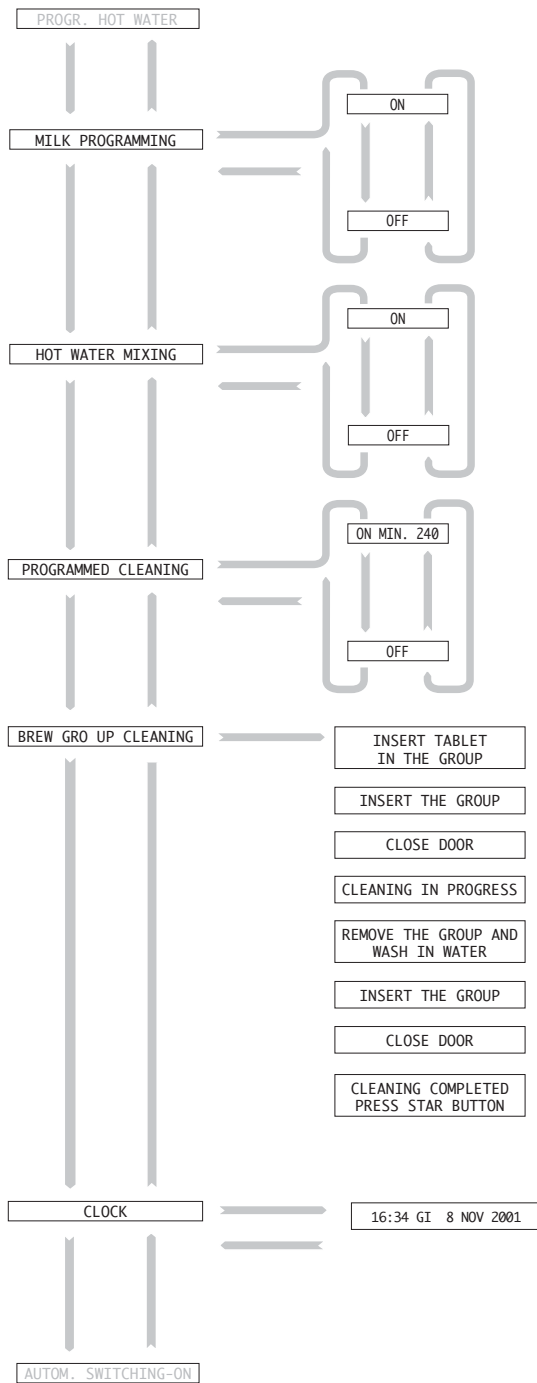 PROGR. HOT WATER
MILK PROGRAMMING
ON
OFF
HOT WATER MIXING
ON
OFF
PROGRAMMED CLEANING
ON MIN. 240
OFF
BREW GRO UP CLEANING
INSERT TABLET
IN THE GROUP
INSERT THE GROUP
CLOSE DOOR
CLEANING IN PROGRESS
REMOVE THE GROUP AND
WASH IN WATER
INSERT THE GROUP
CLOSE DOOR
CLEANING COMPLETED
PRESS STAR BUTTON
CLOCK
16:34 GI 8 NOV 2001
AUTOM. SWITCHING-ON